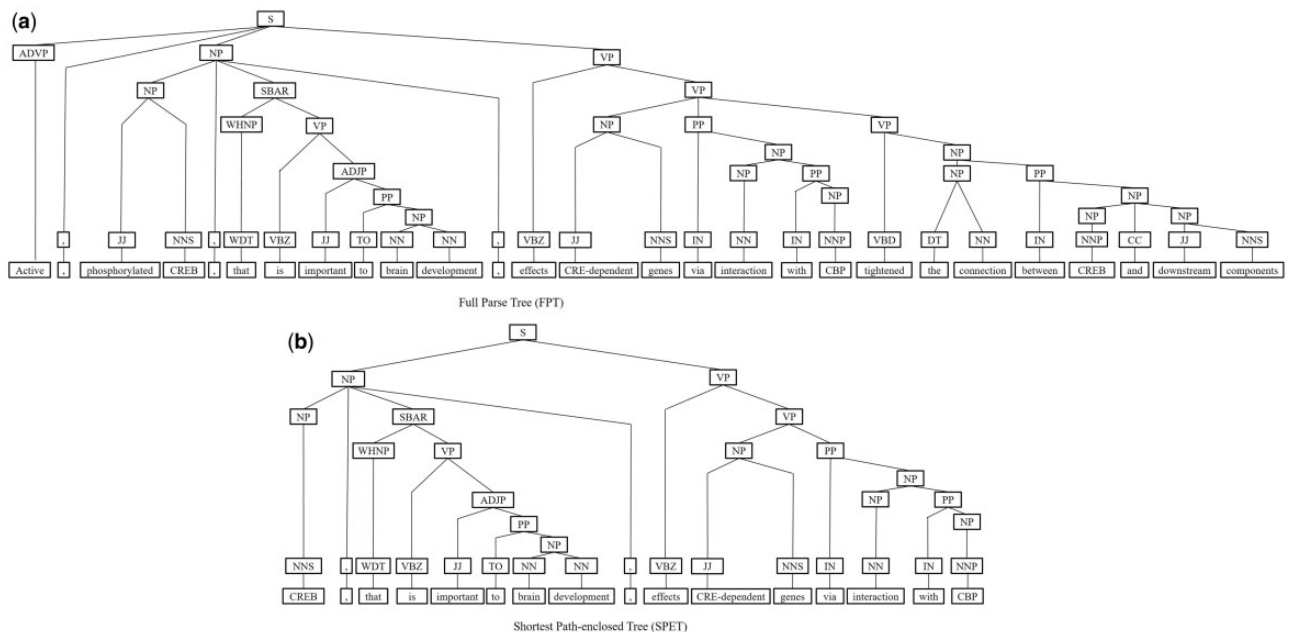 (a)
S
ADVP NP VP
NP SBAR VP
WHNP VP NP PP VP
NP NP
ADJP NP PP NP PP
PP NP NP
NP NP NP
, JJ NNS , WDT VBZ JJ TO NN NN , VBZ JJ NNS IN NN IN NNP VBD DT NN IN NNP CC JJ NNS
Active , phosphorylated CREB , that is important to brain development , effects CRE-dependent genes via interaction with CBP tightened the connection between CREB and downstream components
Full Parse Tree (FPT)
(b)
S
NP VP
NP SBAR VP
WHNP VP NP PP
NP
ADJP NP PP
PP NP
NP
NNS , WDT VBZ JJ TO NN NN , VBZ JJ NNS IN NN IN NNP
CREB , that is important to brain development , effects CRE-dependent genes via interaction with CBP
Shortest Path-enclosed Tree (SPET)